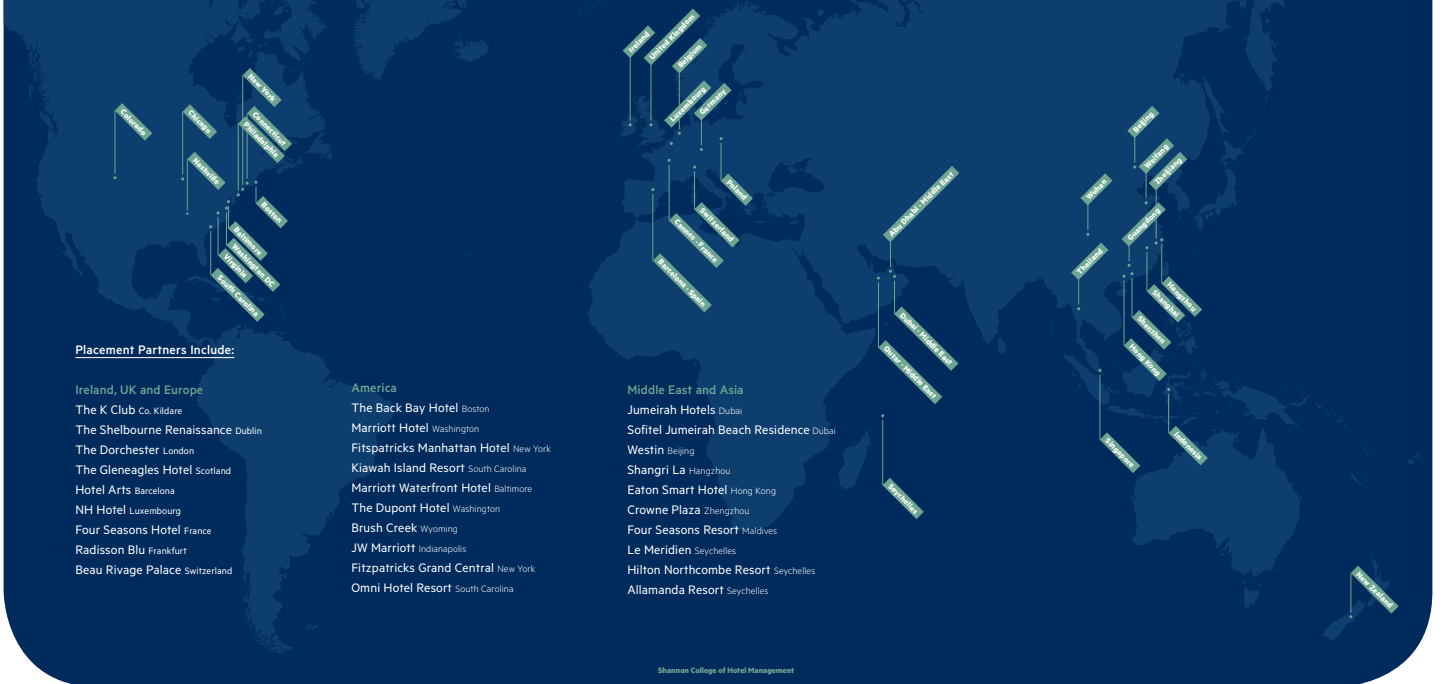 Ireland
United Kingdom
Belgium
Luxembourg
Germany
New York
Colorado
Chicago
Connecticut
Philadelphia
Nashville
Boston
Baltimore
Washington DC
Virginia
South Carolina
Poland
Switzerland
Cannes - France
Barcelona - Spain
Abu Dhabi - Middle East
Dubai - Middle East
Qutar - Middle East
Beijing
Weifang
Zhejiang
Wuhan
Guangdong
Thailand
Hangzhou
Shanghai
Shenzhen
Hong Kong
Singapore
Indonesia
Seychelles
New Zealand
Placement Partners Include:
Ireland, UK and Europe
The K Club Co. Kildare
The Shelbourne Renaissance Dublin
The Dorchester London
The Gleneagles Hotel Scotland
Hotel Arts Barcelona
NH Hotel Luxembourg
Four Seasons Hotel France
Radisson Blu Frankfurt
Beau Rivage Palace Switzerland
America
The Back Bay Hotel Boston
Marriott Hotel Washington
Fitspatricks Manhattan Hotel New York
Kiawah Island Resort South Carolina
Marriott Waterfront Hotel Baltimore
The Dupont Hotel Washington
Brush Creek Wyoming
JW Marriott Indianapolis
Fitzpatricks Grand Central New York
Omni Hotel Resort South Carolina
Middle East and Asia
Jumeirah Hotels Dubai
Sofitel Jumeirah Beach Residence Dubai
Westin Beijing
Shangri La Hangzhou
Eaton Smart Hotel Hong Kong
Crowne Plaza Zhengzhou
Four Seasons Resort Maldives
Le Meridien Seychelles
Hilton Northcombe Resort Seychelles
Allamanda Resort Seychelles
Shannon College of Hotel Management